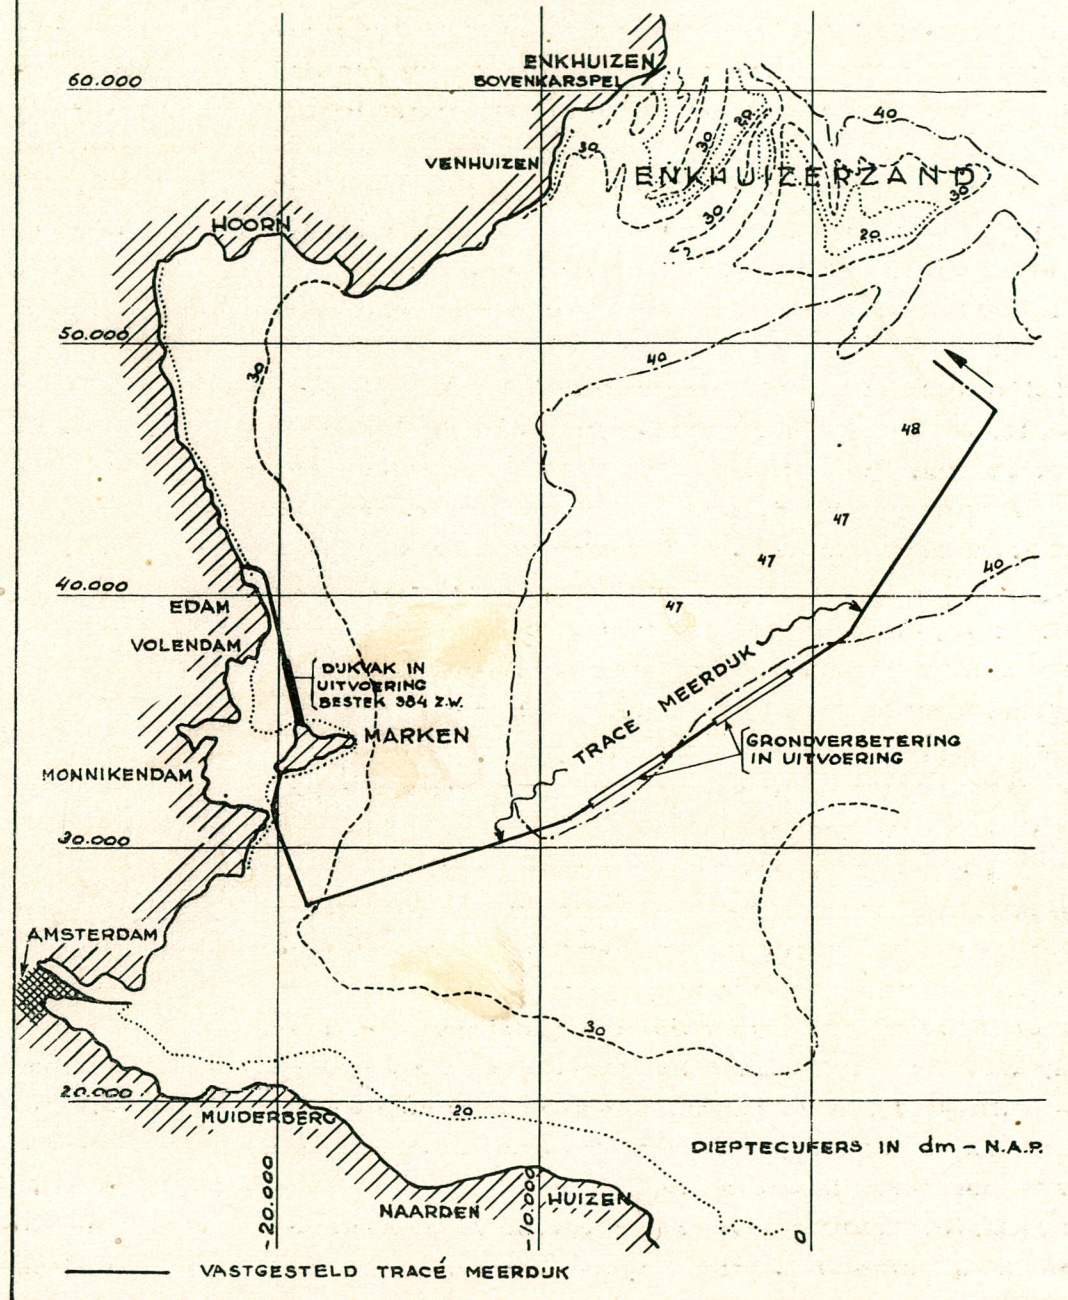 ENKHUIZEN
60.000
BOVENKARSPEL
40
20
30
30
VENHUIZEN
ENKHUIZERZAND
30
30
HOORN
20
2
50.000
40
30
48
47
47
40
40.000
47
EDAM
VOLENDAM
DIJKVAK IN
UITVOERING
BESTEK 984 Z.W.
TRACÉ MEERDIJK
MARKEN
GRONDVERBETERING
IN UITVOERING
MONNIKENDAM
30.000
AMSTERDAM
30
20.000
20
MUIDERBERG
DIEPTECIJFERS IN dm – N.A.P.
-20.000
-10.000
HUIZEN
NAARDEN
0
VASTGESTELD TRACÉ MEERDIJK